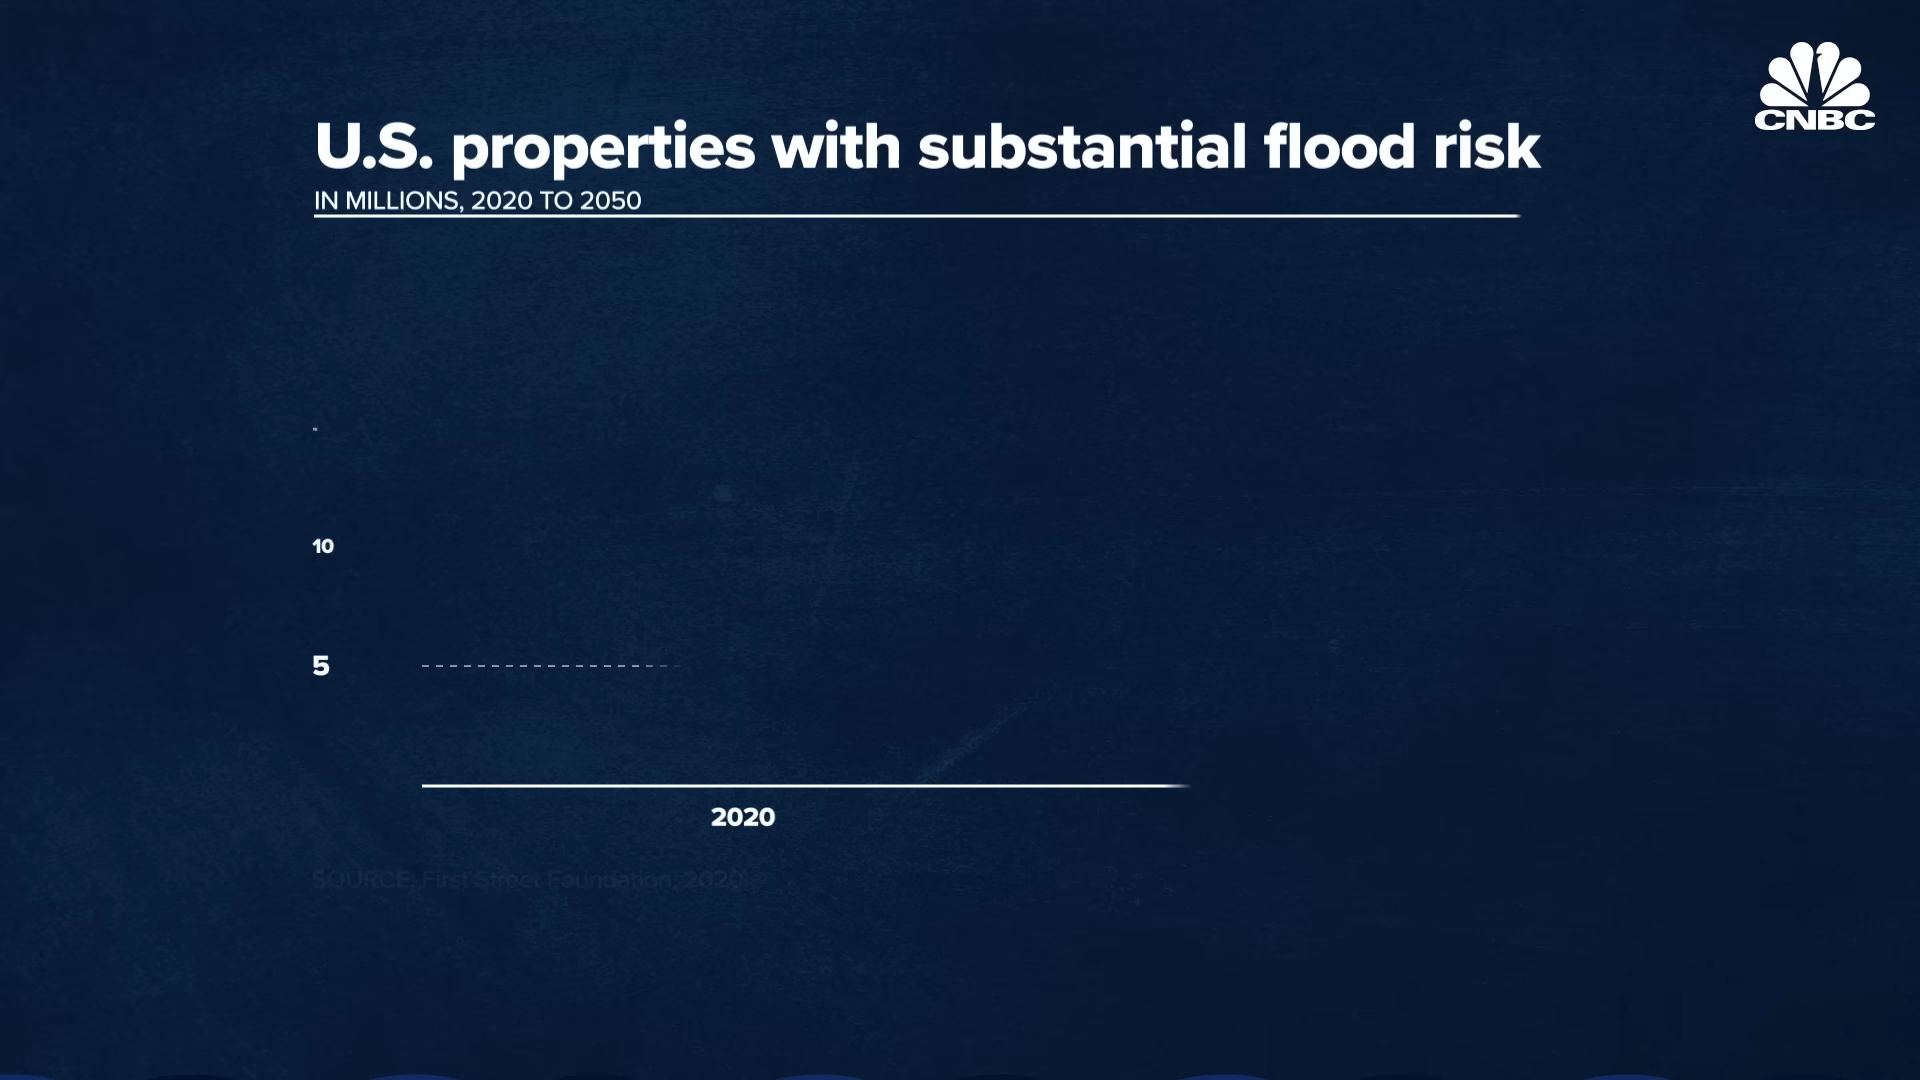 CNBC
U.S. properties with substantial flood risk
IN MILLIONS, 2020 TO 2050
10
5
2020
SOURCE: First Street Foundation, 2020